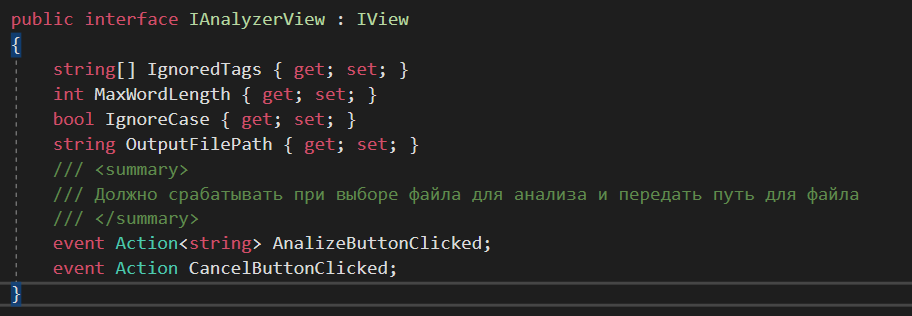 public interface IAnalyzerView : IView
{
    string[] IgnoredTags { get; set; }
    int MaxWordLength { get; set; }
    bool IgnoreCase { get; set; }
    string OutputFilePath { get; set; }
    /// <summary>
    /// Должно срабатывать при выборе файла для анализа и передать путь для файла
    /// </summary>
    event Action<string> AnalizeButtonClicked;
    event Action CancelButtonClicked;
}